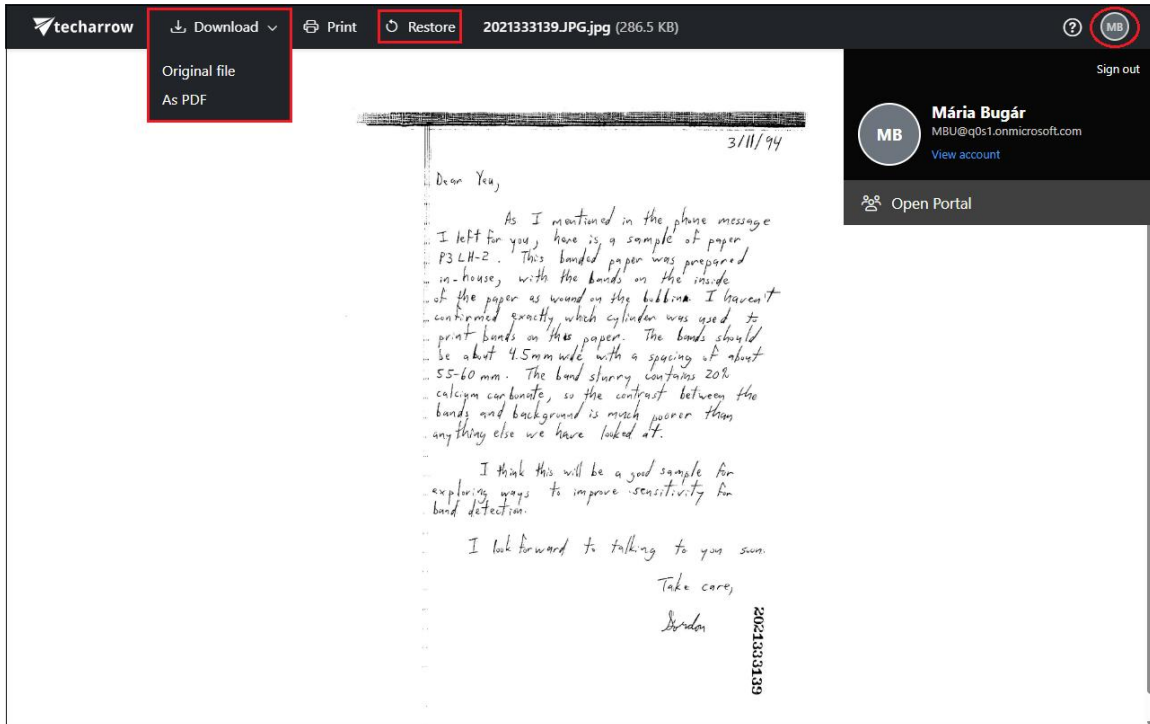 techarrow
Download
Print
Restore
2021333139.JPG.jpg (286.5 KB)
MB
Original file
As PDF
Sign out
MB
Mária Bugár
MBU@q0s1.onmicrosoft.com
View account
Open Portal
3/11/94
Dear Yeu,
As I mentioned in the phone message
I left for you, here is a sample of paper
P3LH-2. This banded paper was prepared
in-house, with the bands on the inside
of the paper as wound on the bobbin. I haven't
confirmed exactly which cylinder was used to
print bands on this paper. The bands should
be about 4.5mm wide with a spacing of about
55-60 mm. The band slurry contains 20%
calcium carbonate, so the contrast between the
bands and background is much poorer than
anything else we have looked at.
I think this will be a good sample for
exploring ways to improve sensitivity for
band detection.
I look forward to talking to you soon.
Take care,
Gordon
2021333139